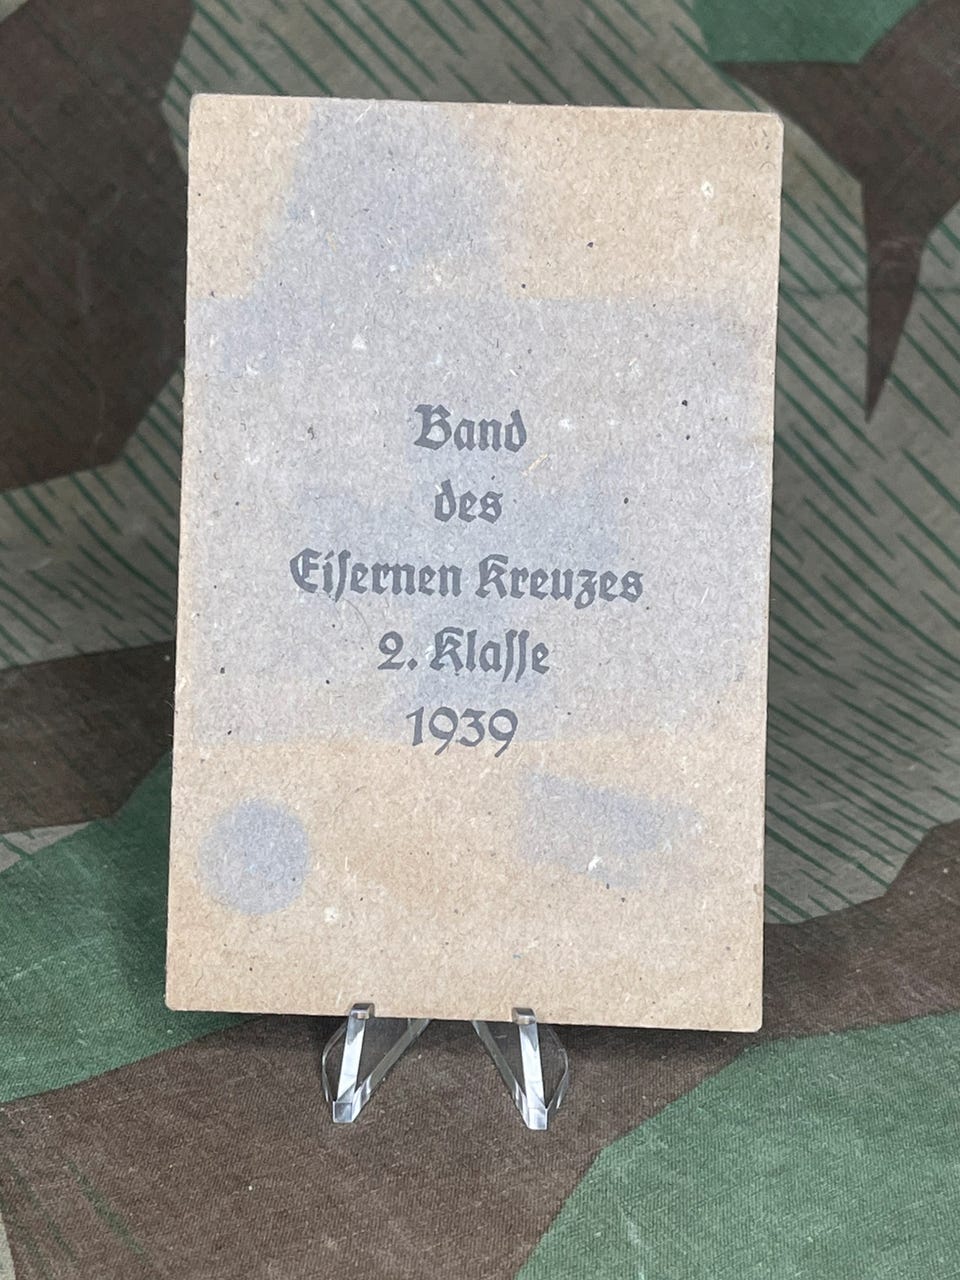 Band
des
Eiſernen Kreuzes
2. Klaſſe
1939